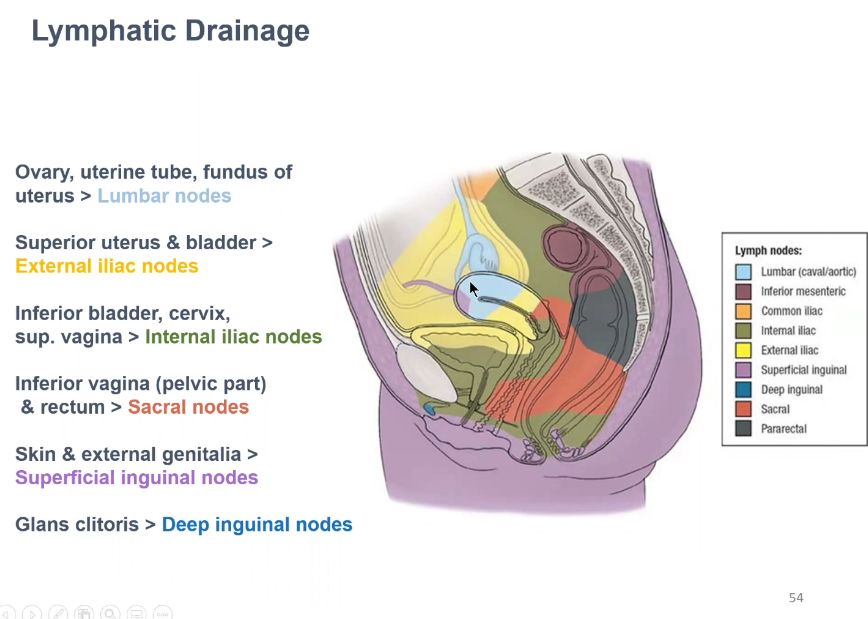 Lymphatic Drainage
Ovary, uterine tube, fundus of
uterus > Lumbar nodes
Superior uterus & bladder >
External iliac nodes
Inferior bladder, cervix,
sup. vagina > Internal iliac nodes
Inferior vagina (pelvic part)
& rectum > Sacral nodes
Skin & external genitalia >
Superficial inguinal nodes
Glans clitoris > Deep inguinal nodes
Lymph nodes:
Lumbar (caval/aortic)
Inferior mesenteric
Common iliac
Internal iliac
External iliac
Superficial inguinal
Deep inguinal
Sacral
Pararectal
54